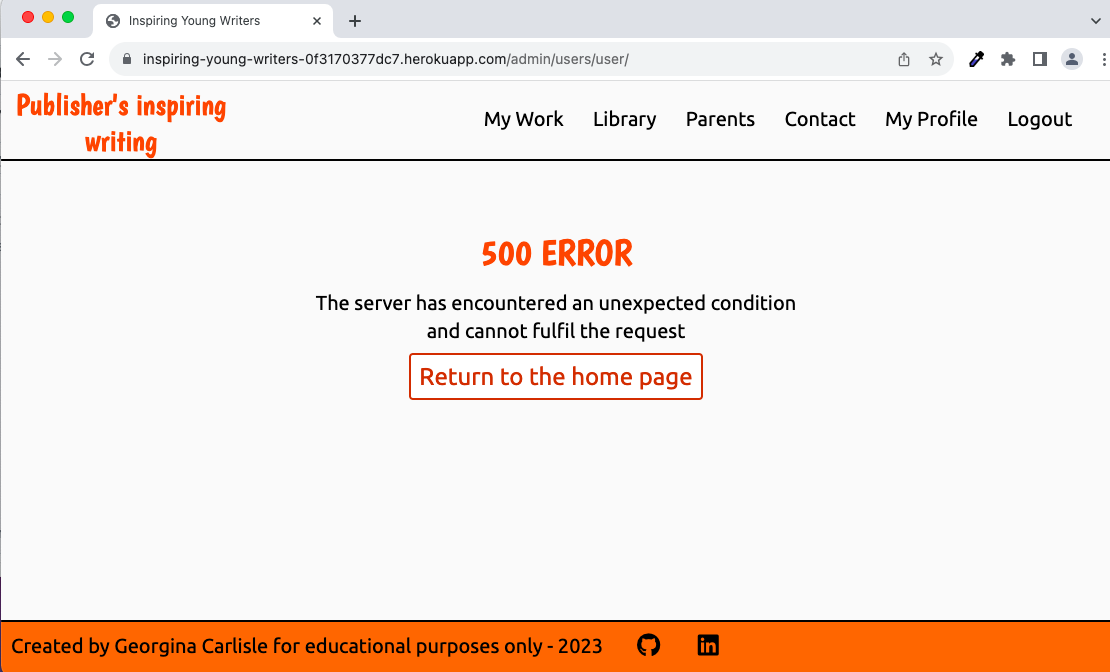 Inspiring Young Writers
inspiring-young-writers-0f3170377dc7.herokuapp.com/admin/users/user/
Publisher's inspiring
writing
My Work Library Parents Contact My Profile Logout
500 ERROR
The server has encountered an unexpected condition
and cannot fulfil the request
Return to the home page
Created by Georgina Carlisle for educational purposes only - 2023